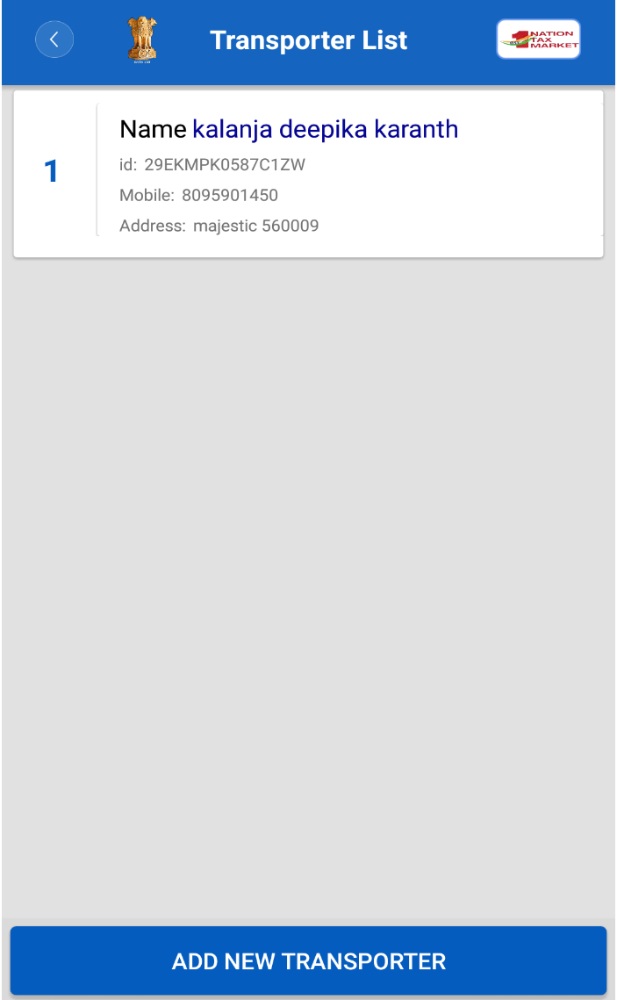 Transporter List
1 NATION
TAX
MARKET
1
Name kalanja deepika karanth
id: 29EKMPK0587C1ZW
Mobile: 8095901450
Address: majestic 560009
ADD NEW TRANSPORTER